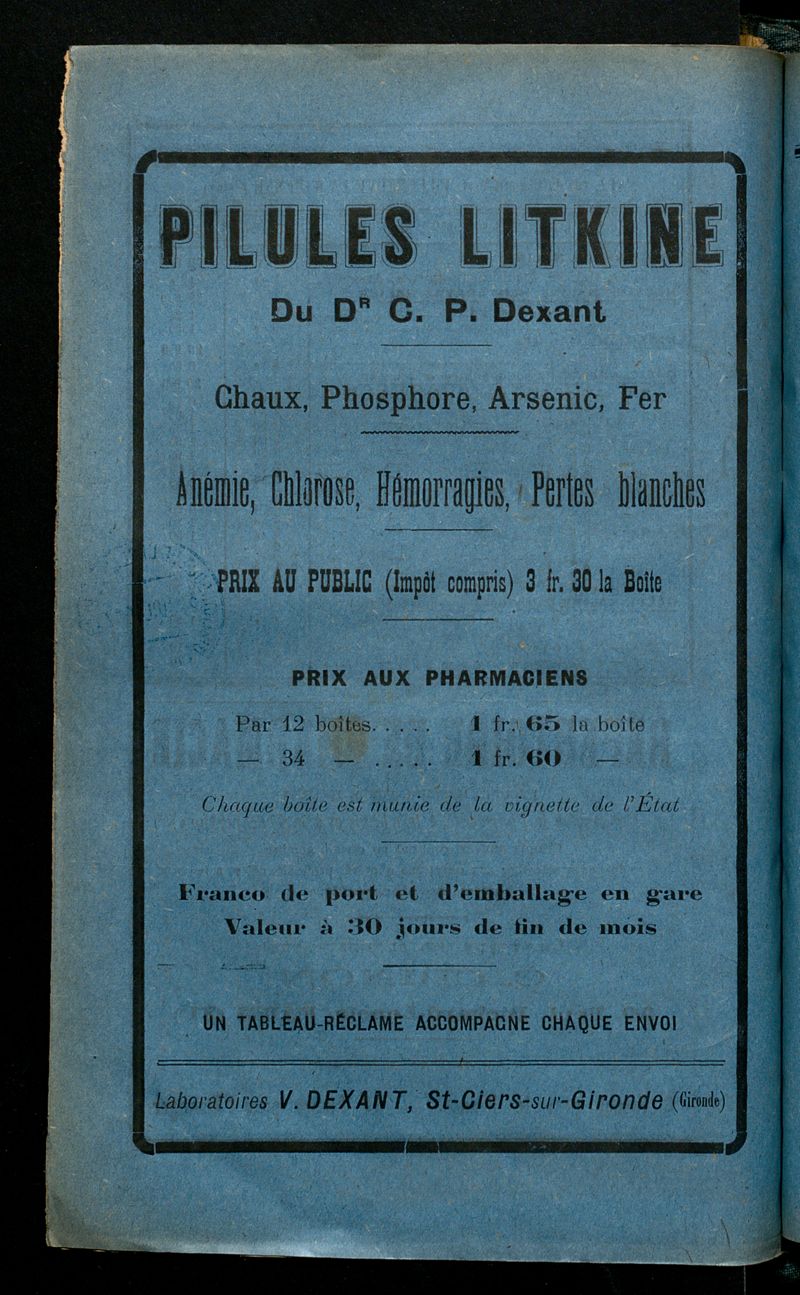 PILULES LITKINE
Du Dᴿ C. P. Dexant
Chaux, Phosphore, Arsenic, Fer
Anémie, Chlorose, Hémorragies, Pertes blanches
PRIX AU PUBLIC (Impôt compris) 3 fr. 30 la Boîte
PRIX AUX PHARMACIENS
Par 12 boîtes. . . . . 1 fr. 65 la boîte
— 34 — . . . . . 1 fr. 60 —
Chaque boîte est munie de la vignette de l'État
Franco de port et d'emballage en gare
Valeur à 30 jours de fin de mois
UN TABLEAU-RÉCLAME ACCOMPAGNE CHAQUE ENVOI
Laboratoires V. DEXANT, St-Ciers-sur-Gironde (Gironde)